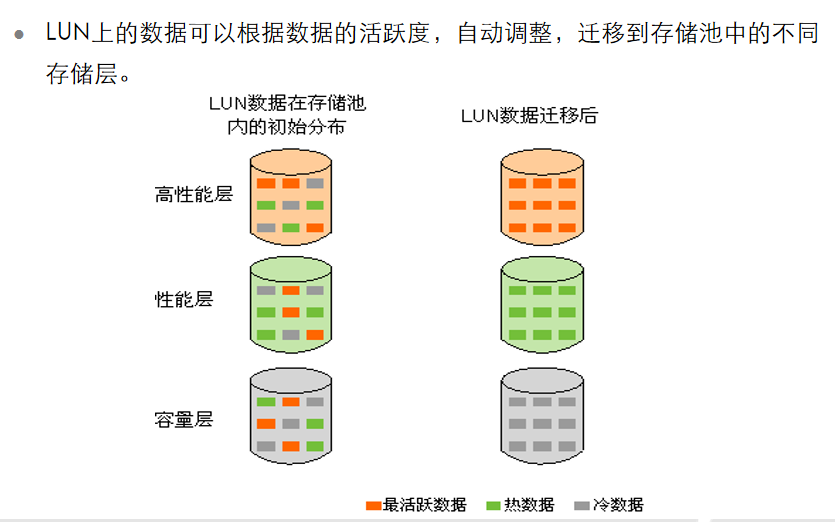 LUN上的数据可以根据数据的活跃度，自动调整，迁移到存储池中的不同
存储层。
LUN数据在存储池
内的初始分布
LUN数据迁移后
高性能层
性能层
容量层
最活跃数据
热数据
冷数据